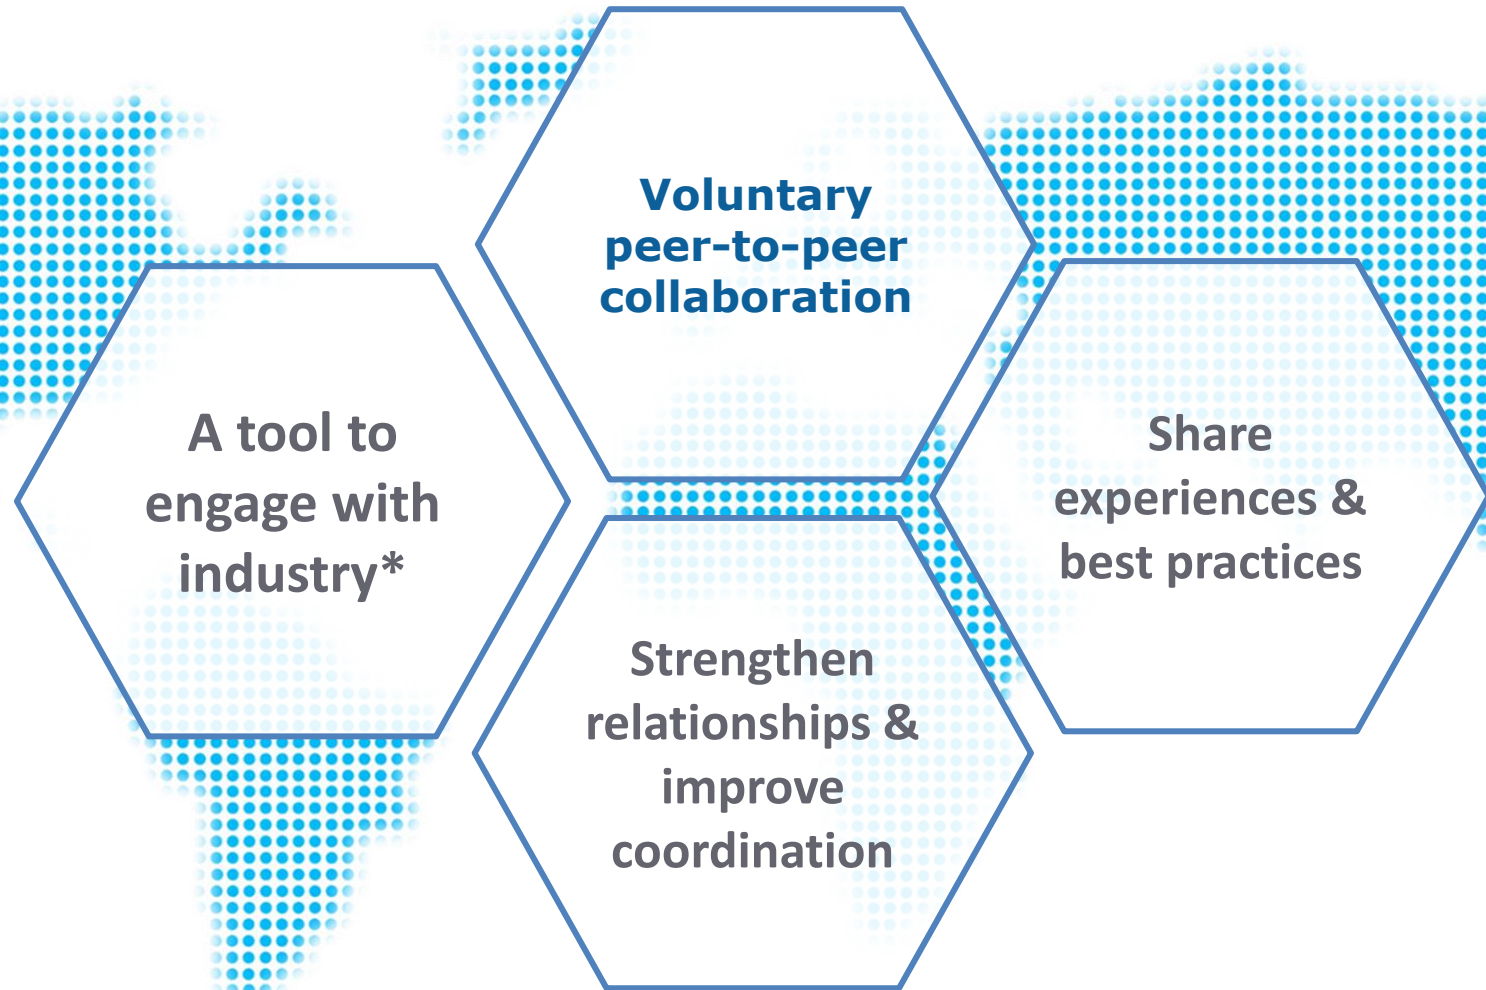 Voluntary
peer-to-peer
collaboration
A tool to
engage with
industry*
Share
experiences &
best practices
Strengthen
relationships &
improve
coordination